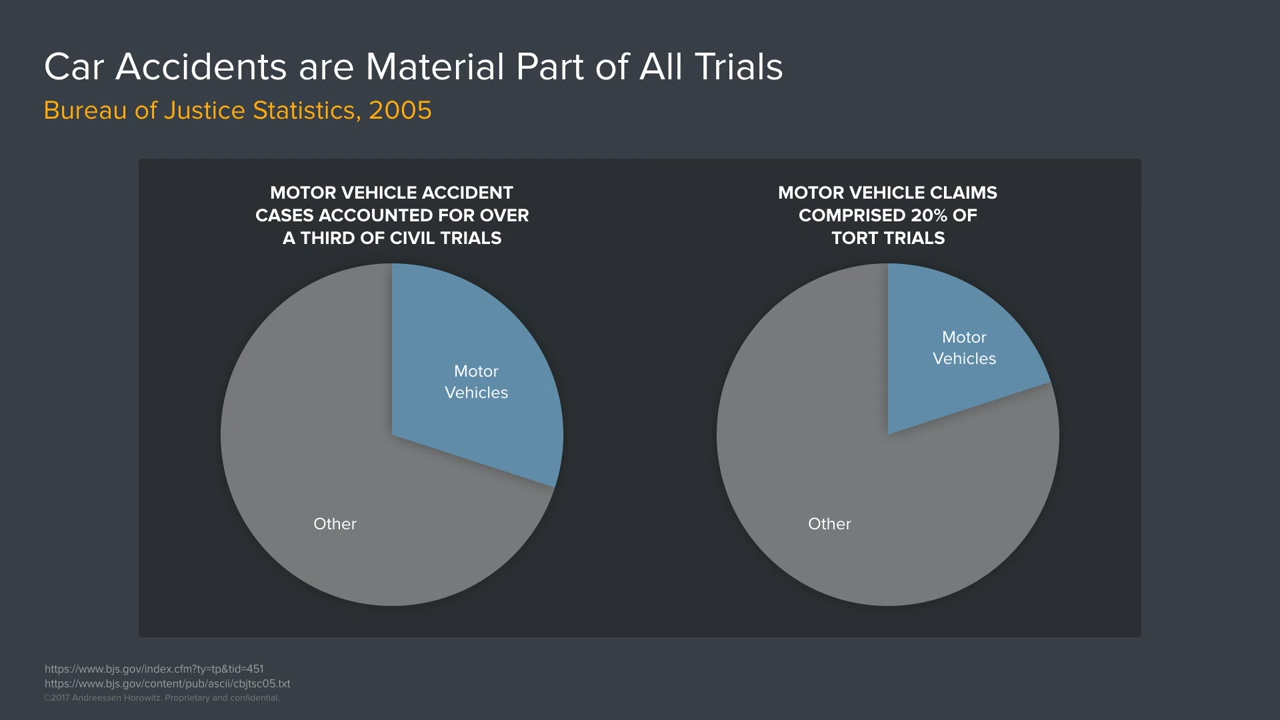 Car Accidents are Material Part of All Trials
Bureau of Justice Statistics, 2005
MOTOR VEHICLE ACCIDENT
CASES ACCOUNTED FOR OVER
A THIRD OF CIVIL TRIALS
Motor
Vehicles
Other
MOTOR VEHICLE CLAIMS
COMPRISED 20% OF
TORT TRIALS
Motor
Vehicles
Other
https://www.bjs.gov/index.cfm?ty=tp&tid=451
https://www.bjs.gov/content/pub/ascii/cbjtsc05.txt
©2017 Andreessen Horowitz. Proprietary and confidential.